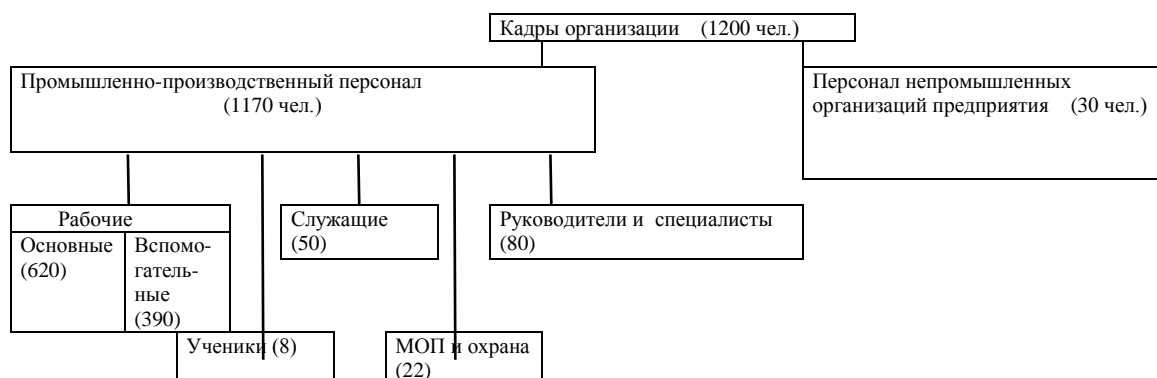 Кадры организации (1200 чел.)
Промышленно-производственный персонал
(1170 чел.)
Персонал непромышленных
организаций предприятия (30 чел.)
Рабочие
Основные
(620)
Вспомо-
гатель-
ные
(390)
Служащие
(50)
Руководители и специалисты
(80)
Ученики (8)
МОП и охрана
(22)